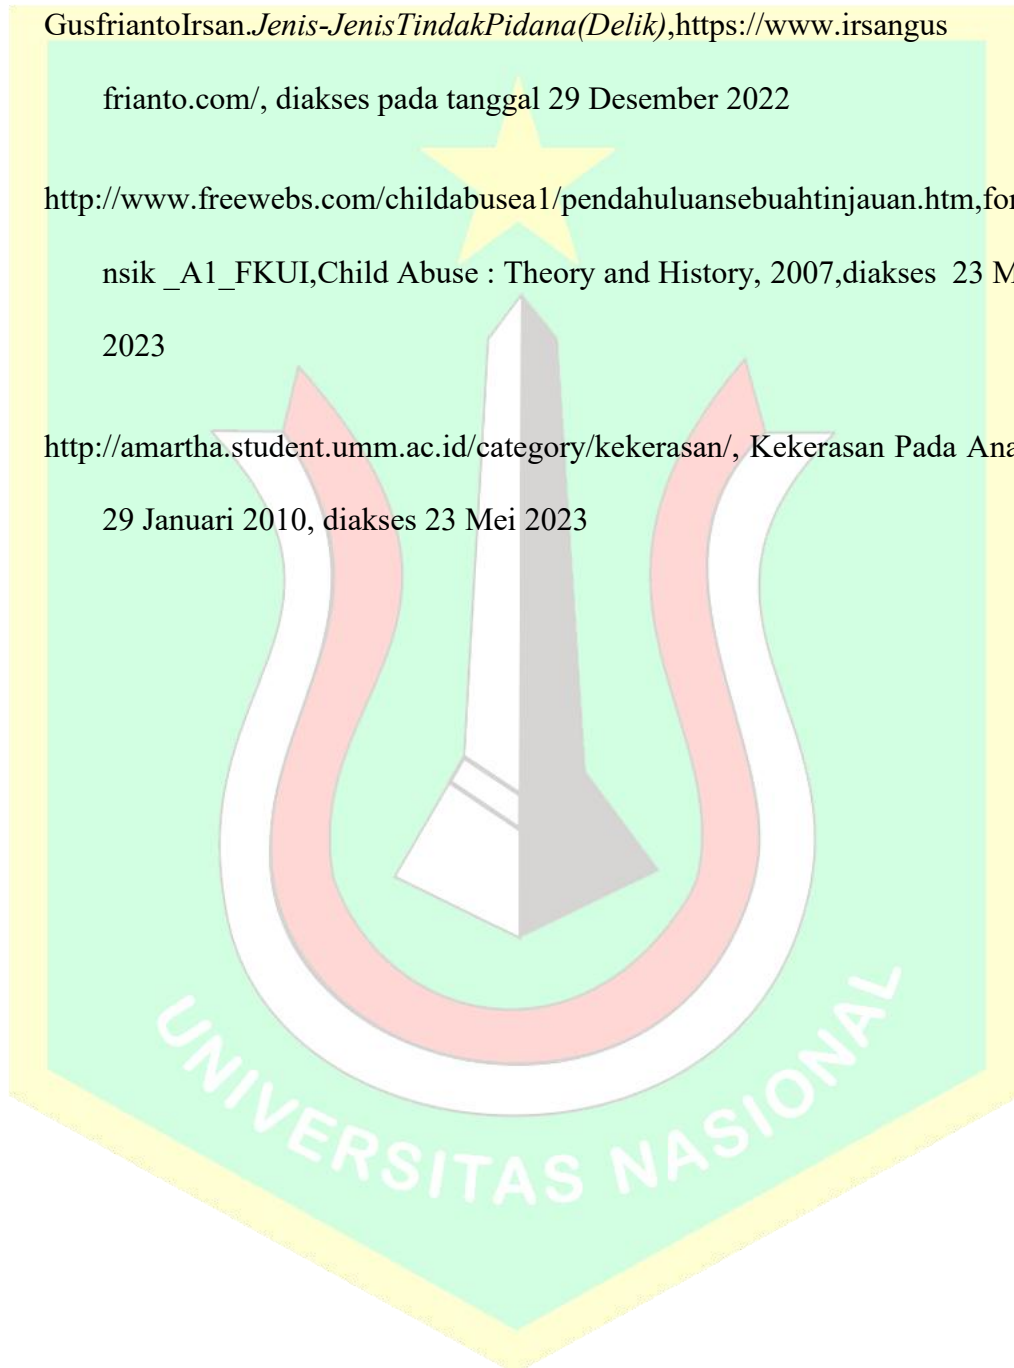 GusfriantoIrsan.Jenis-JenisTindakPidana(Delik),https://www.irsangus
frianto.com/, diakses pada tanggal 29 Desember 2022
http://www.freewebs.com/childabusea1/pendahuluansebuahtinjauan.htm,for
nsik _A1_FKUI,Child Abuse : Theory and History, 2007,diakses 23 M
2023
http://amartha.student.umm.ac.id/category/kekerasan/, Kekerasan Pada Ana
29 Januari 2010, diakses 23 Mei 2023
UNIVERSITAS NASIONAL